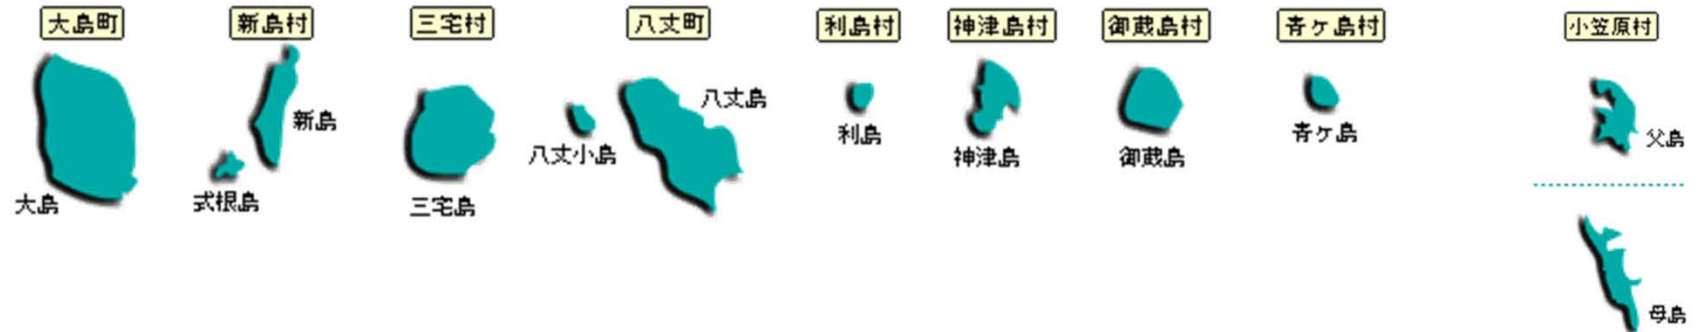 大島町
新島村
三宅村
八丈町
利島村
神津島村
御蔵島村
青ヶ島村
小笠原村
大島
新島
式根島
三宅島
八丈小島
八丈島
利島
神津島
御蔵島
青ヶ島
父島
母島